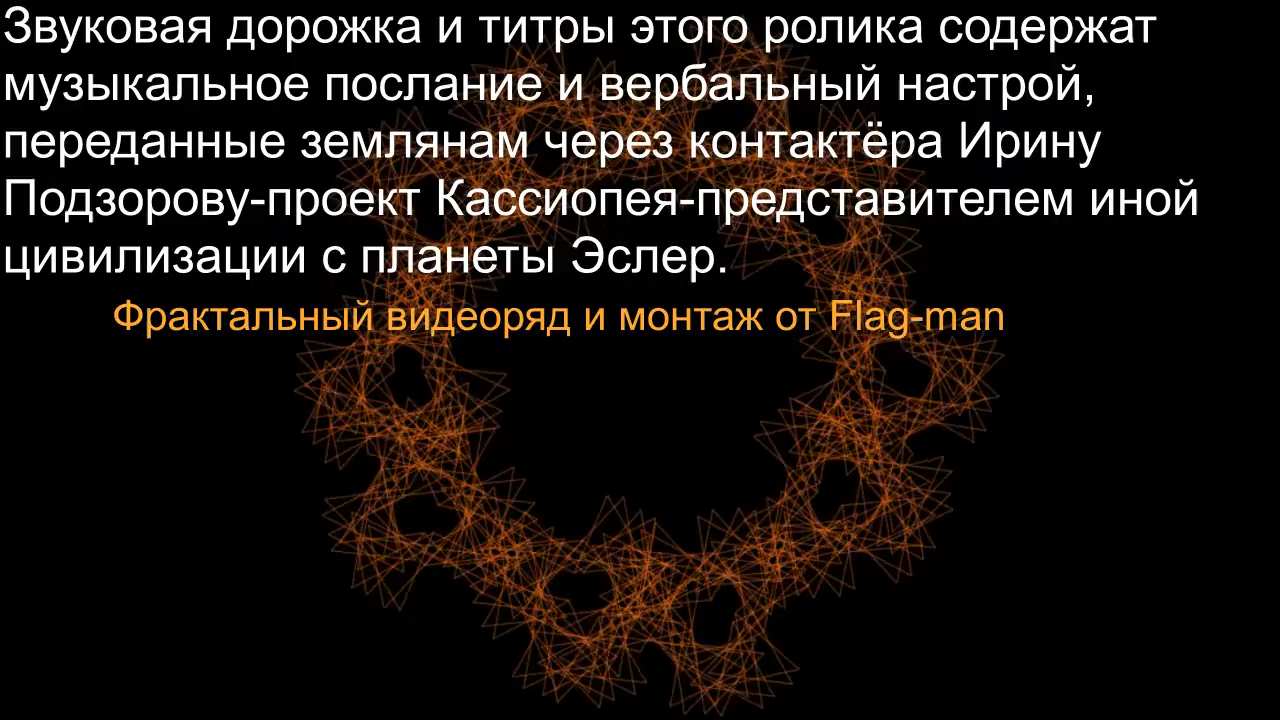 Звуковая дорожка и титры этого ролика содержат
музыкальное послание и вербальный настрой,
переданные землянам через контактёра Ирину
Подзорову-проект Кассиопея-представителем иной
цивилизации с планеты Эслер.
Фрактальный видеоряд и монтаж от Flag-man